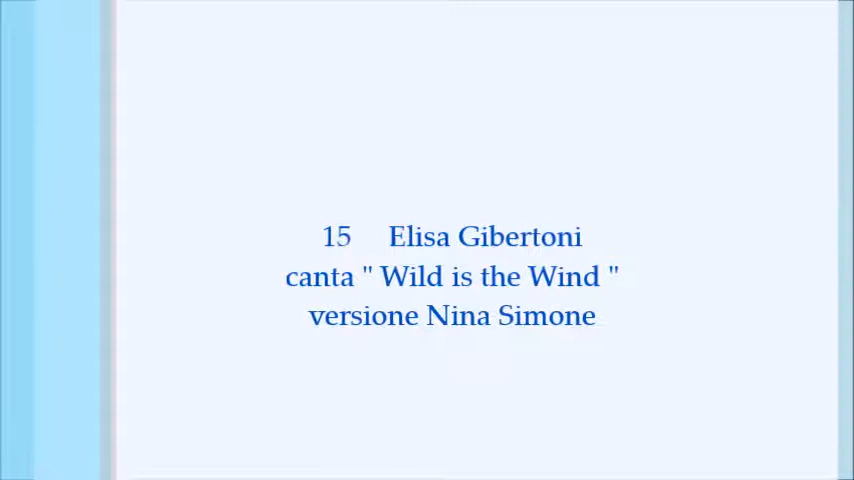 15 Elisa Gibertoni
canta " Wild is the Wind "
versione Nina Simone